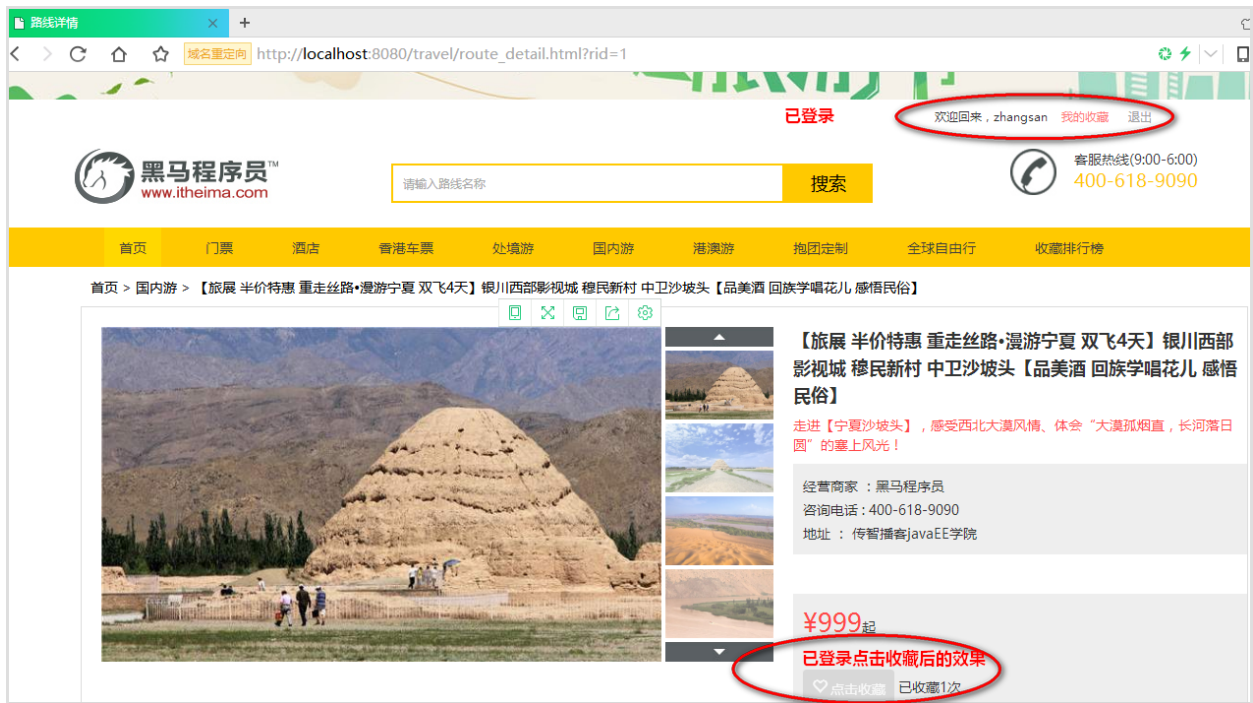 路线详情
域名重定向 http://localhost:8080/travel/route_detail.html?rid=1
已登录
欢迎回来，zhangsan 我的收藏 退出
黑马程序员™
www.itheima.com
请输入路线名称
搜索
客服热线(9:00-6:00)
400-618-9090
首页 门票 酒店 香港车票 处境游 国内游 港澳游 抱团定制 全球自由行 收藏排行榜
首页 > 国内游 > 【旅展 半价特惠 重走丝路•漫游宁夏 双飞4天】银川西部影视城 穆民新村 中卫沙坡头【品美酒 回族学唱花儿 感悟民俗】
【旅展 半价特惠 重走丝路•漫游宁夏 双飞4天】银川西部
影视城 穆民新村 中卫沙坡头【品美酒 回族学唱花儿 感悟
民俗】
走进【宁夏沙坡头】，感受西北大漠风情、体会“大漠孤烟直，长河落日
圆”的塞上风光！
经营商家 ：黑马程序员
咨询电话 : 400-618-9090
地址 ： 传智播客javaEE学院
¥999起
已登录点击收藏后的效果
点击收藏 已收藏1次